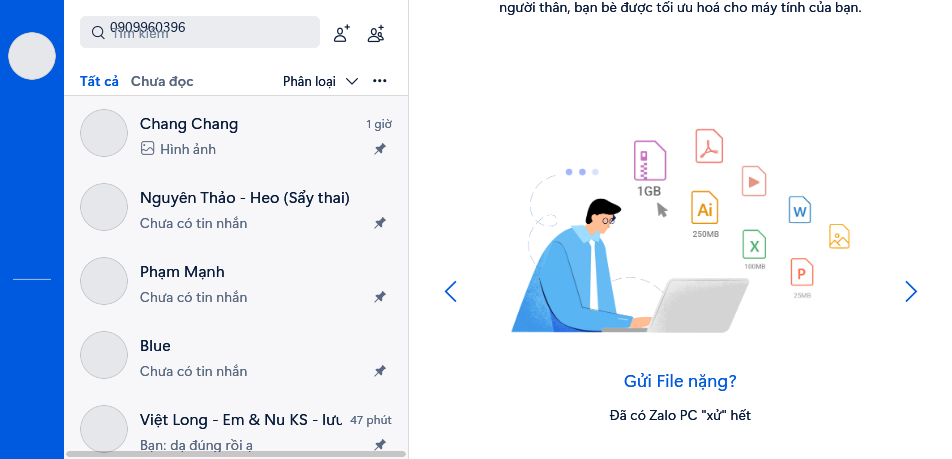 0909960396
Tìm kiếm
Tất cả Chưa đọc Phân loại
Chang Chang 1 giờ
Hình ảnh
Nguyên Thảo - Heo (Sẩy thai)
Chưa có tin nhắn
Phạm Mạnh
Chưa có tin nhắn
Blue
Chưa có tin nhắn
Việt Long - Em & Nu KS - lưu 47 phút
Bạn: dạ đúng rồi ạ
người thân, bạn bè được tối ưu hoá cho máy tính của bạn.
1GB
Ai
250MB
W
X
100MB
P
25MB
Gửi File nặng?
Đã có Zalo PC "xử" hết